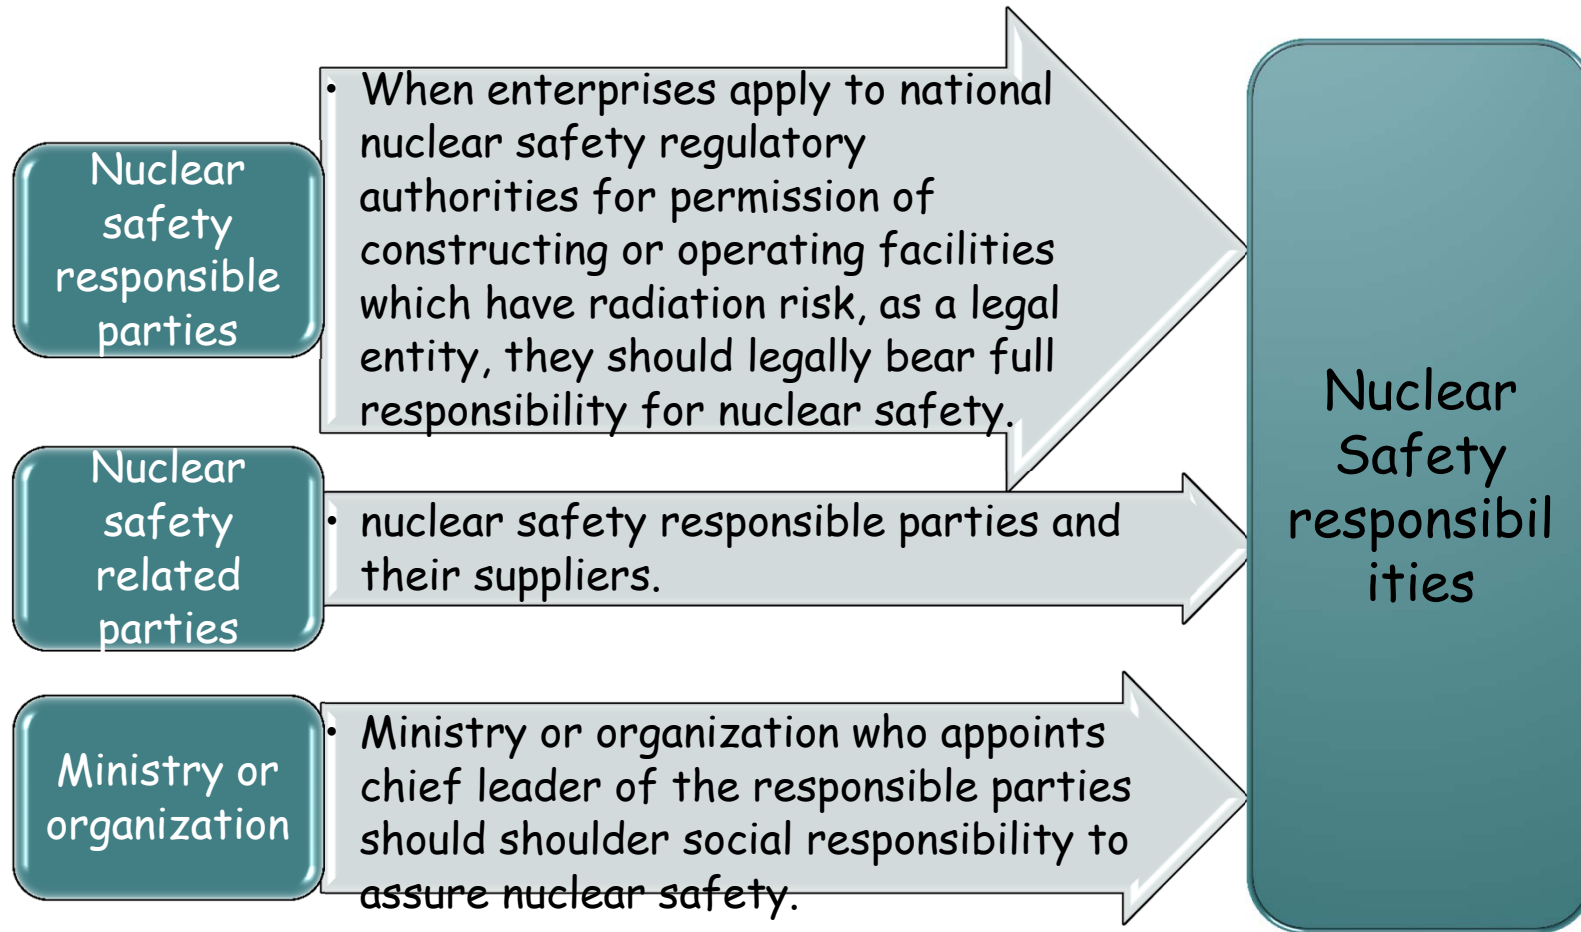 Nuclear
safety
responsible
parties
• When enterprises apply to national
nuclear safety regulatory
authorities for permission of
constructing or operating facilities
which have radiation risk, as a legal
entity, they should legally bear full
responsibility for nuclear safety.
Nuclear
safety
related
parties
• nuclear safety responsible parties and
their suppliers.
Ministry or
organization
• Ministry or organization who appoints
chief leader of the responsible parties
should shoulder social responsibility to
assure nuclear safety.
Nuclear
Safety
responsibil
ities